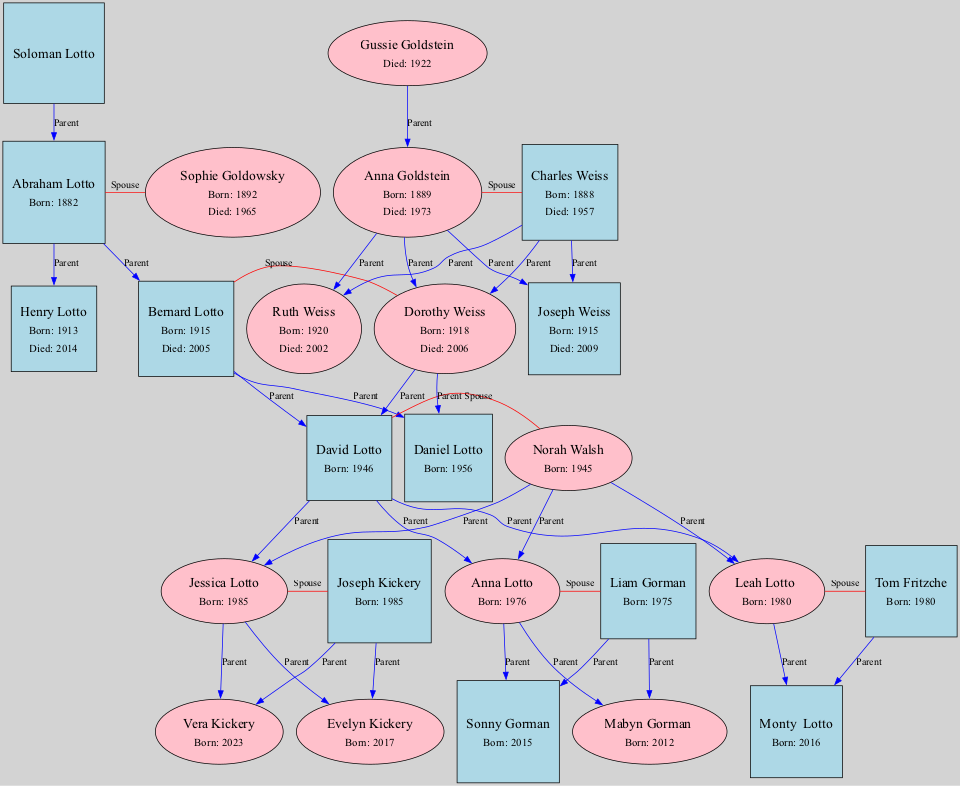 Soloman Lotto
Gussie Goldstein
Died: 1922
Parent
Parent
Abraham Lotto
Born: 1882
Spouse
Sophie Goldowsky
Born: 1892
Died: 1965
Anna Goldstein
Born: 1889
Died: 1973
Spouse
Charles Weiss
Born: 1888
Died: 1957
Parent
Parent
Spouse
Parent
Parent
Parent
Parent
Parent
Parent
Henry Lotto
Born: 1913
Died: 2014
Bernard Lotto
Born: 1915
Died: 2005
Ruth Weiss
Born: 1920
Died: 2002
Dorothy Weiss
Born: 1918
Died: 2006
Joseph Weiss
Born: 1915
Died: 2009
Parent
Parent
Parent
Parent
Spouse
David Lotto
Born: 1946
Daniel Lotto
Born: 1956
Norah Walsh
Born: 1945
Parent
Parent
Parent
Parent
Parent
Parent
Jessica Lotto
Born: 1985
Spouse
Joseph Kickery
Born: 1985
Anna Lotto
Born: 1976
Spouse
Liam Gorman
Born: 1975
Leah Lotto
Born: 1980
Spouse
Tom Fritzche
Born: 1980
Parent
Parent
Parent
Parent
Parent
Parent
Parent
Parent
Parent
Parent
Vera Kickery
Born: 2023
Evelyn Kickery
Born: 2017
Sonny Gorman
Born: 2015
Mabyn Gorman
Born: 2012
Monty  Lotto
Born: 2016